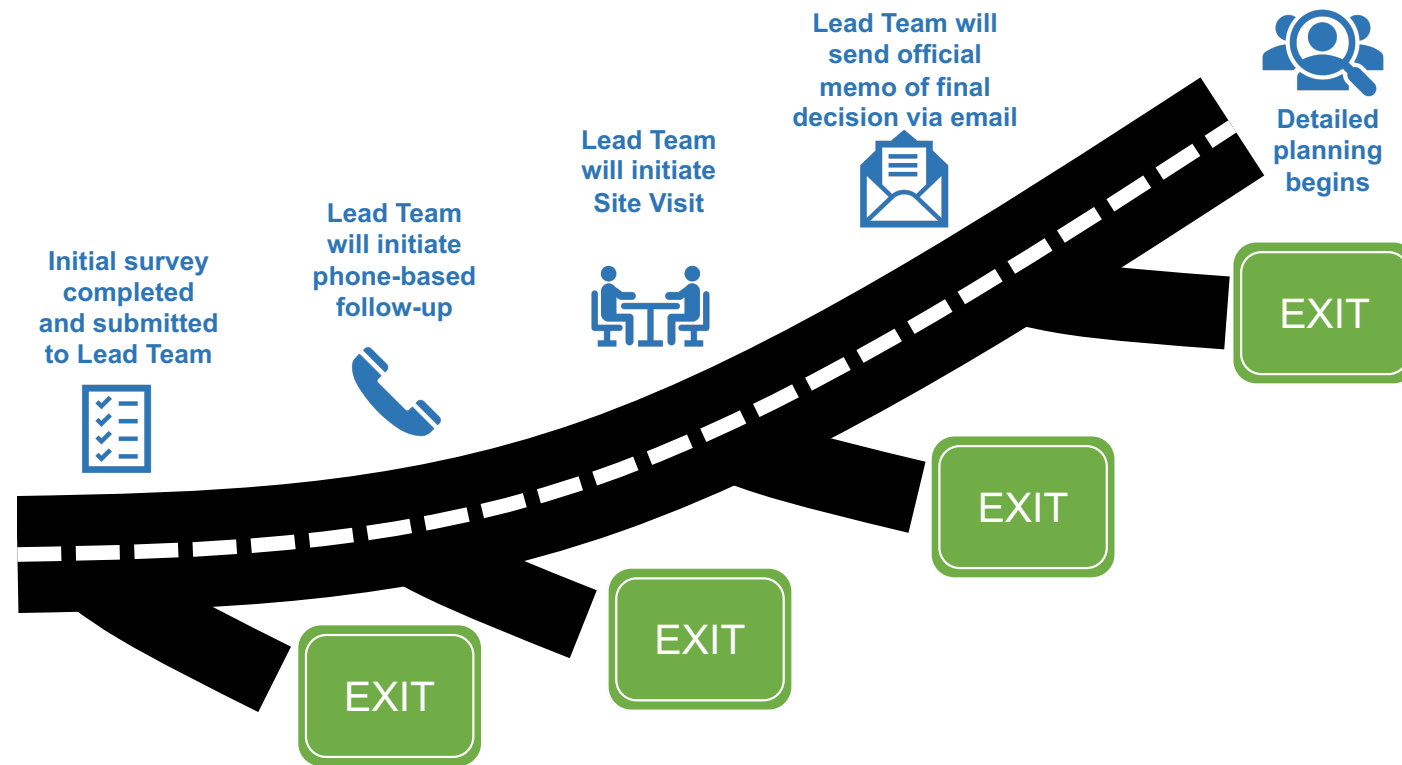 Initial survey
completed
and submitted
to Lead Team
Lead Team
will initiate
phone-based
follow-up
Lead Team
will initiate
Site Visit
Lead Team will
send official
memo of final
decision via email
Detailed
planning
begins
EXIT
EXIT
EXIT
EXIT